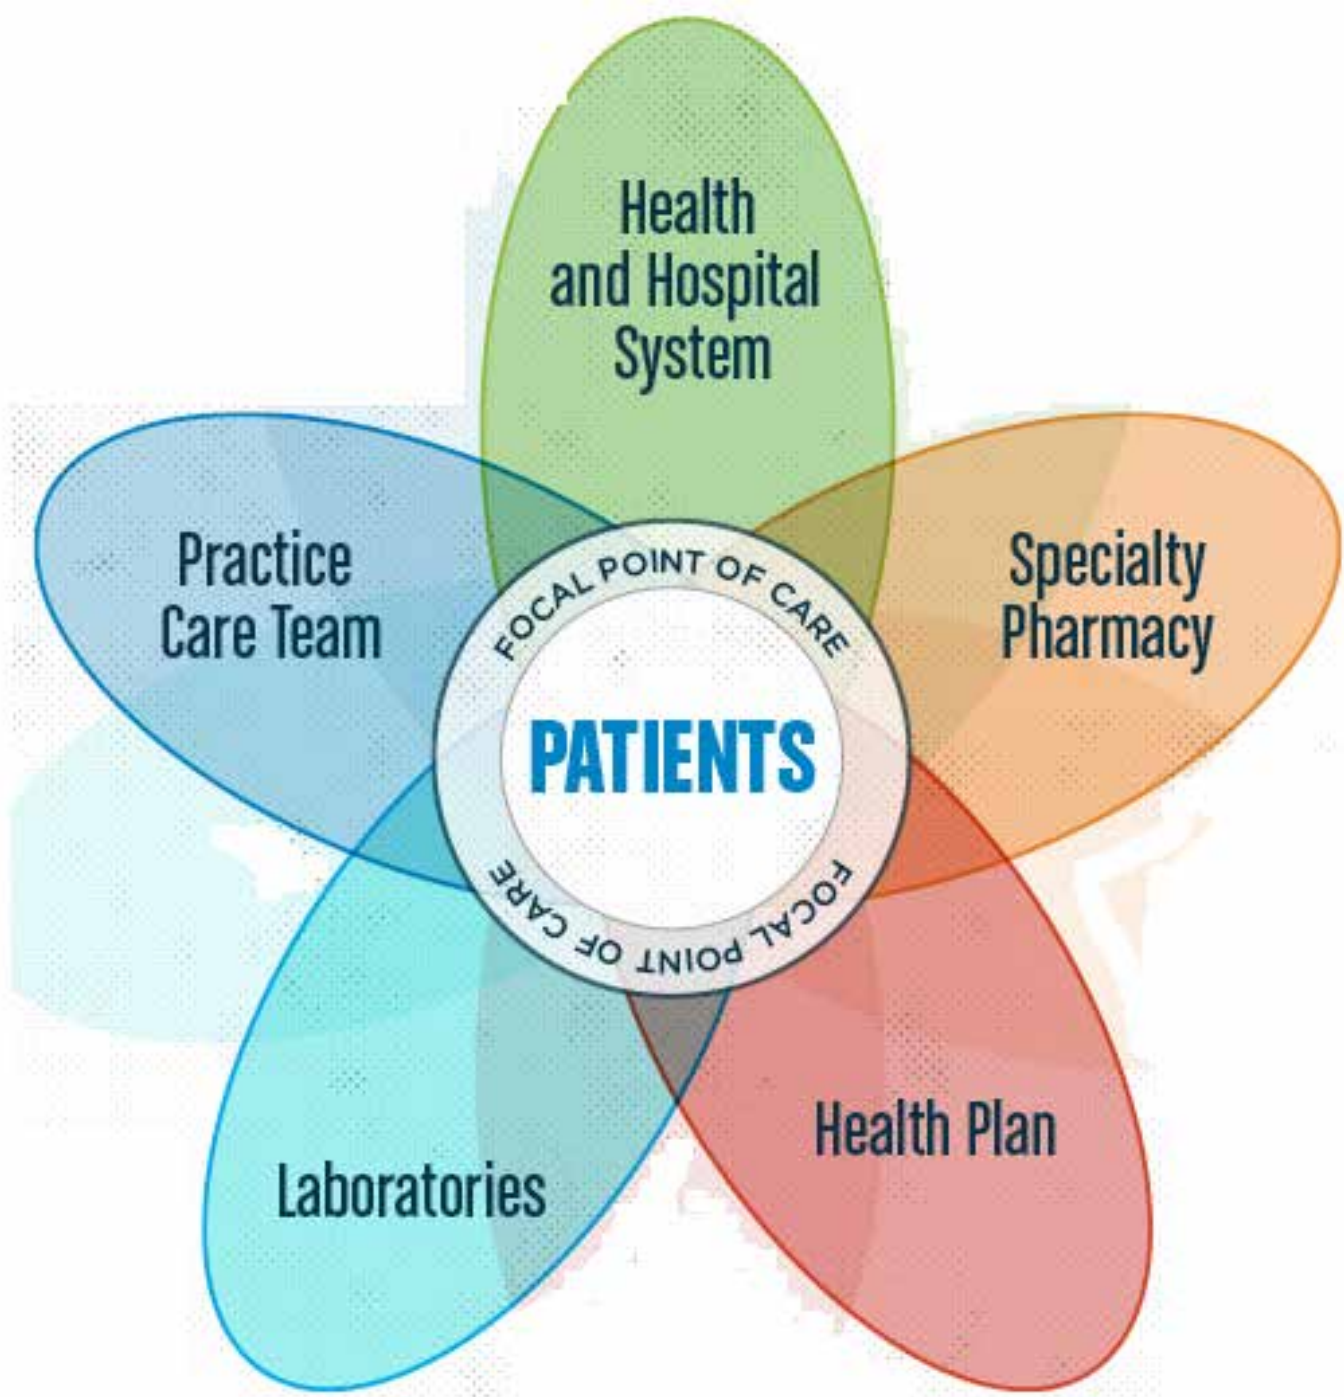 Health
and Hospital
System
Practice
Care Team
Specialty
Pharmacy
FOCAL POINT OF CARE
PATIENTS
FOCAL POINT OF CARE
Health Plan
Laboratories